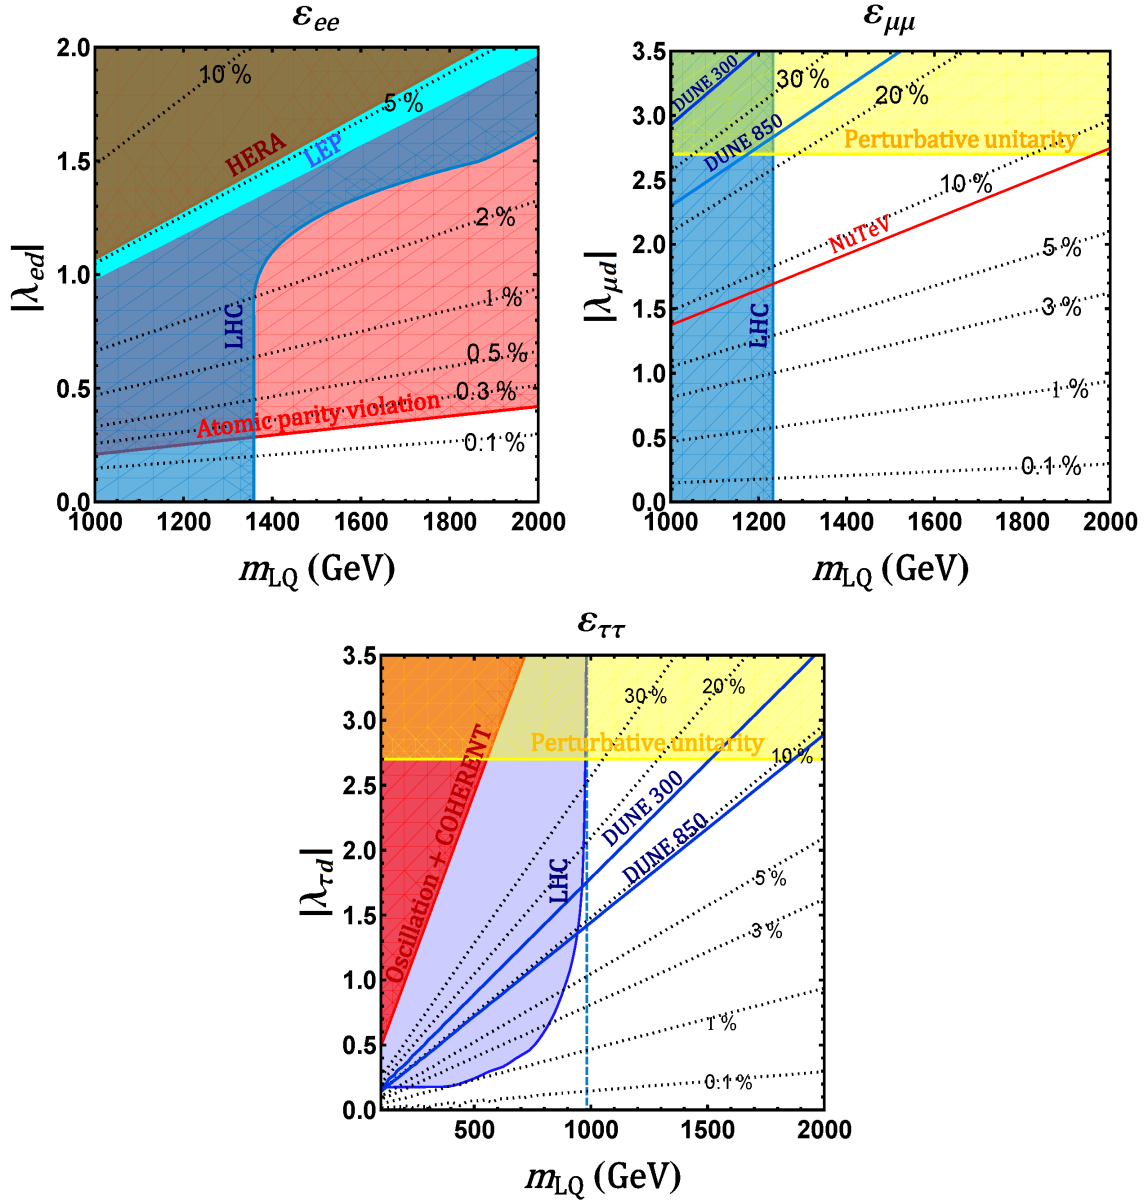 ε_ee
2.0
1.5
1.0
0.5
0.0
|λ_ed|
10 %
5 %
HERA
LEP
2 %
LHC
1 %
0.5 %
0.3 %
Atomic parity violation
0.1 %
1000 1200 1400 1600 1800 2000
m_LQ (GeV)
ε_μμ
3.5
3.0
2.5
2.0
1.5
1.0
0.5
0.0
|λ_μd|
DUNE 300
30 %
20 %
DUNE 850
Perturbative unitarity
10 %
NuTeV
5 %
LHC
3 %
1 %
0.1 %
1000 1200 1400 1600 1800 2000
m_LQ (GeV)
ε_ττ
3.5
3.0
2.5
2.0
1.5
1.0
0.5
0.0
|λ_τd|
30 %
20 %
Perturbative unitarity
10 %
Oscillation + COHERENT
DUNE 300
DUNE 850
LHC
5 %
3 %
1 %
0.1 %
500 1000 1500 2000
m_LQ (GeV)